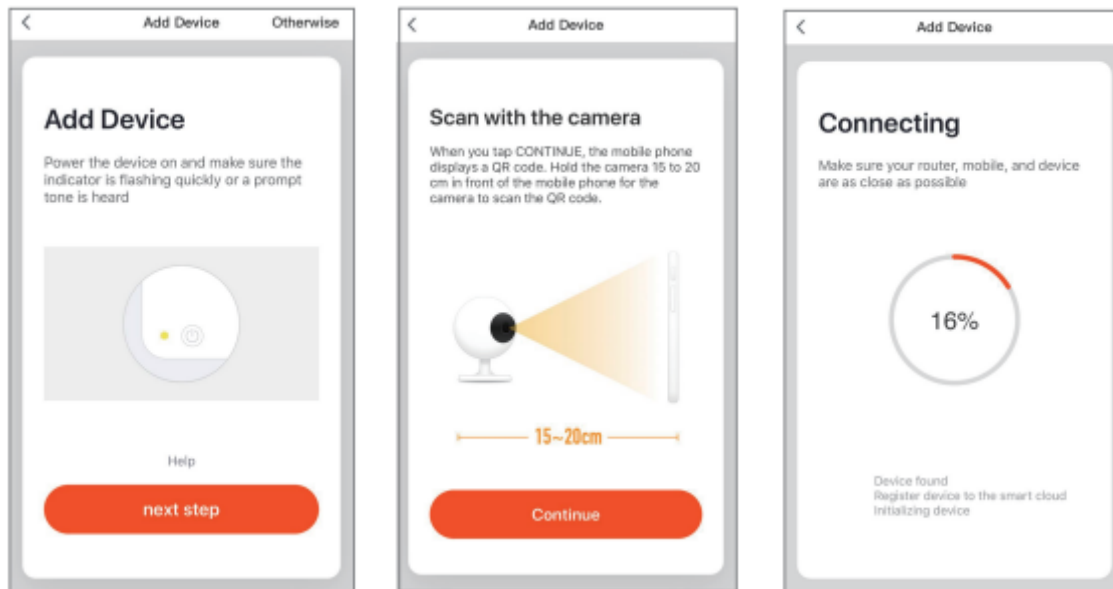 Add Device Otherwise
Add Device
Power the device on and make sure the
indicator is flashing quickly or a prompt
tone is heard
Help
next step
Add Device
Scan with the camera
When you tap CONTINUE, the mobile phone
displays a QR code. Hold the camera 15 to 20
cm in front of the mobile phone for the
camera to scan the QR code.
15~20cm
Continue
Add Device
Connecting
Make sure your router, mobile, and device
are as close as possible
16%
Device found
Register device to the smart cloud
Initializing device